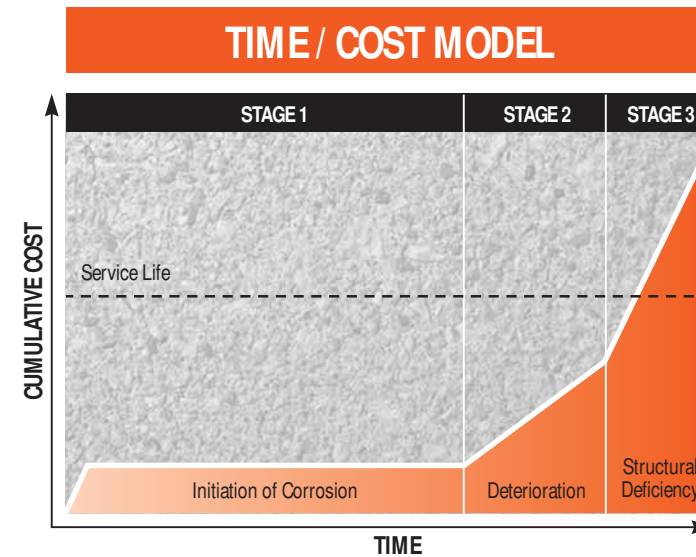 TIME / COST MODEL
STAGE 1
STAGE 2
STAGE 3
CUMULATIVE COST
Service Life
Initiation of Corrosion
Deterioration
Structural
Deficiency
TIME